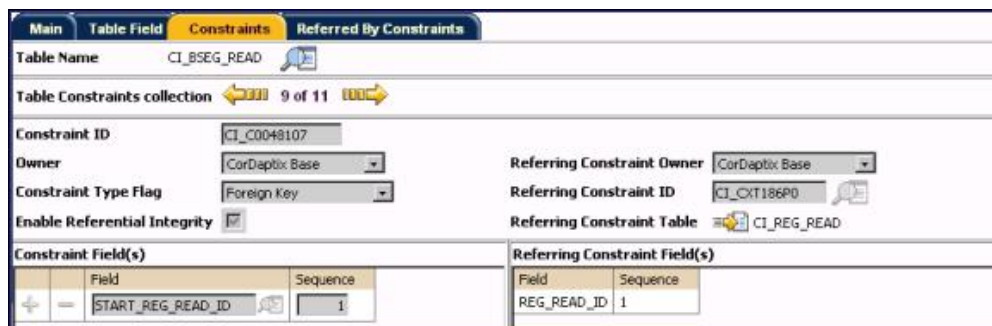 Main Table Field Constraints Referred By Constraints
Table Name CI_BSEG_READ
Table Constraints collection 9 of 11
Constraint ID CI_C0048107
Owner CorDaptix Base Referring Constraint Owner CorDaptix Base
Constraint Type Flag Foreign Key Referring Constraint ID CI_CXT186P0
Enable Referential Integrity Referring Constraint Table CI_REG_READ
Constraint Field(s) Referring Constraint Field(s)
Field Sequence Field Sequence
START_REG_READ_ID 1 REG_READ_ID 1